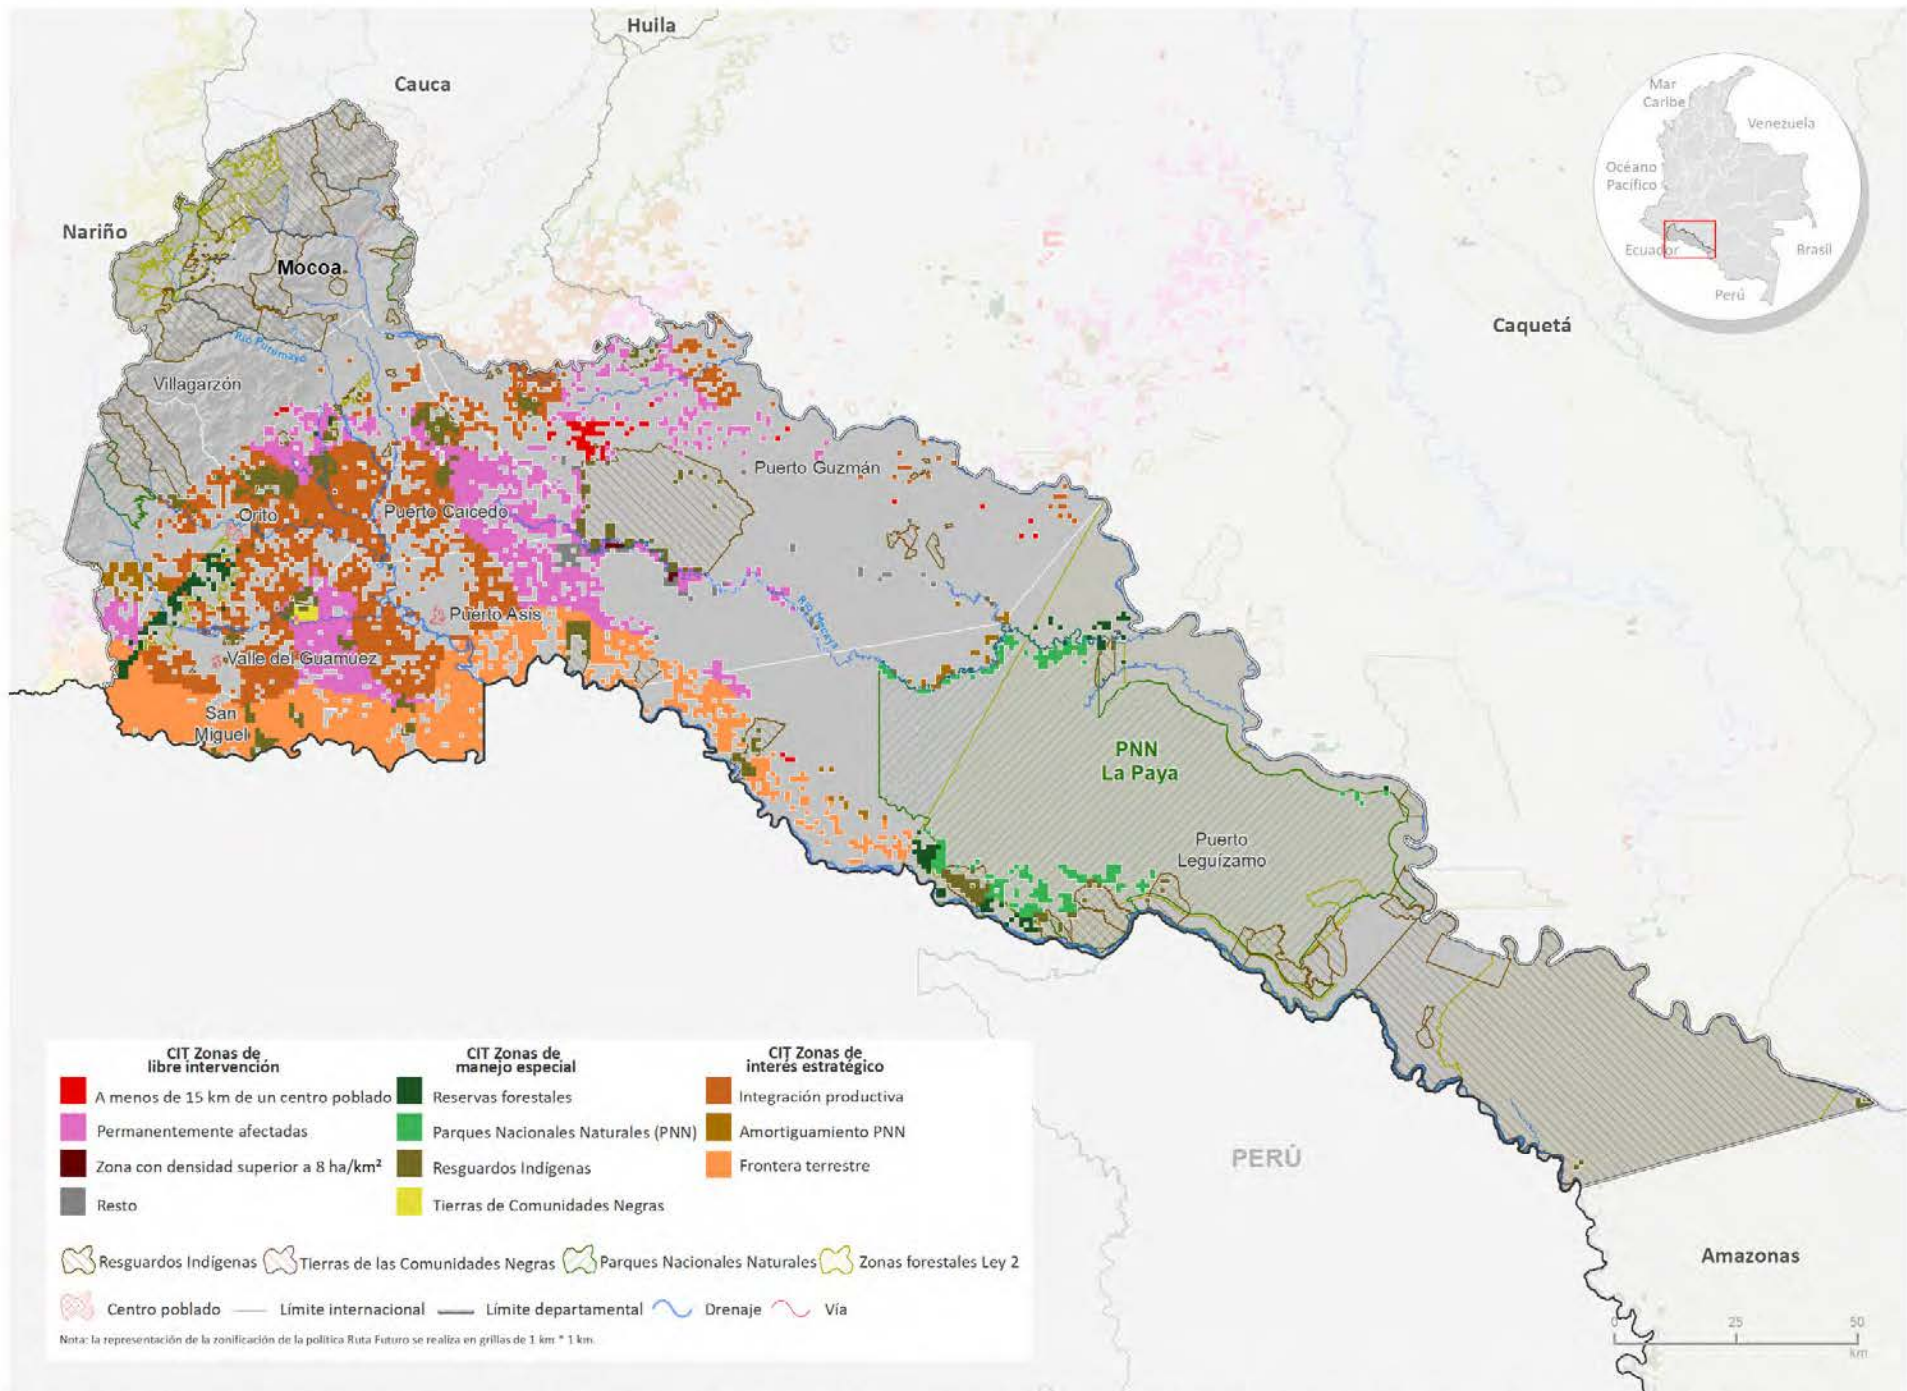 Huila
Cauca
Nariño
Mocoa
Río Putumayo
Villagarzón
Mar
Caribe
Venezuela
Océano
Pacífico
Ecuador
Brasil
Perú
Caquetá
Puerto Guzmán
Orito
Puerto Caicedo
Puerto Asís
Río Mecaya
Valle del Guamuez
San
Miguel
PNN
La Paya
Puerto
Leguízamo
PERÚ
Amazonas
CIT Zonas de
libre intervención
A menos de 15 km de un centro poblado
Permanentemente afectadas
Zona con densidad superior a 8 ha/km²
Resto
CIT Zonas de
manejo especial
Reservas forestales
Parques Nacionales Naturales (PNN)
Resguardos Indígenas
Tierras de Comunidades Negras
CIT Zonas de
interés estratégico
Integración productiva
Amortiguamiento PNN
Frontera terrestre
Resguardos Indígenas Tierras de las Comunidades Negras Parques Nacionales Naturales Zonas forestales Ley 2
Centro poblado Límite internacional Límite departamental Drenaje Vía
Nota: la representación de la zonificación de la política Ruta Futuro se realiza en grillas de 1 km * 1 km.
0 25 50
km